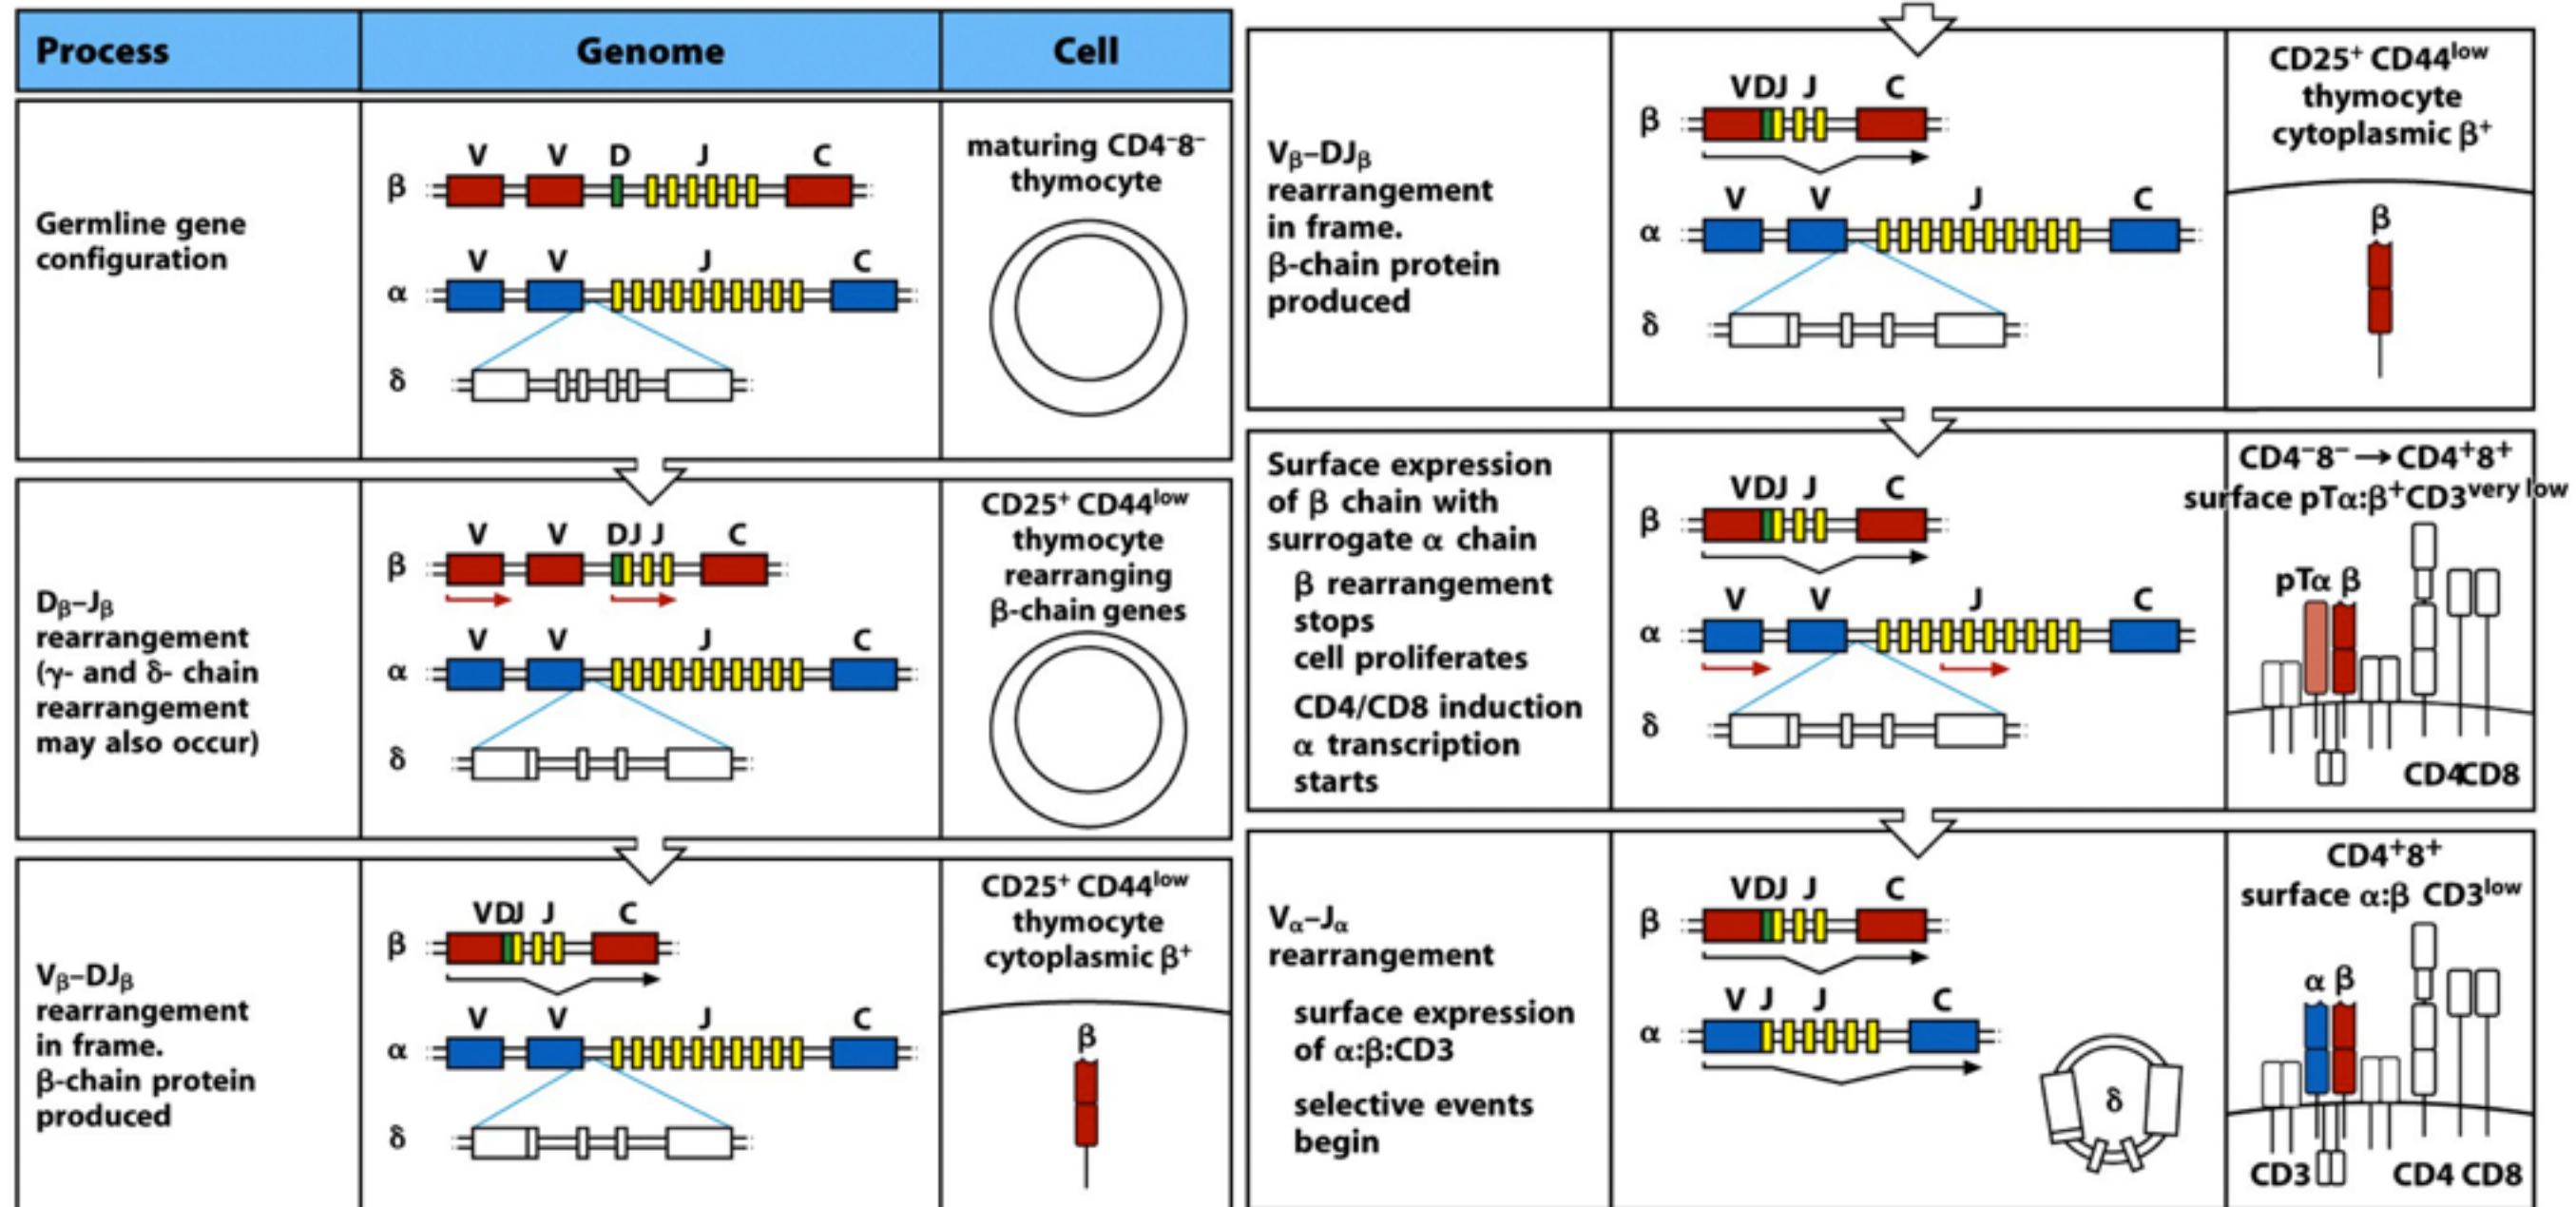 Process Genome Cell
Germline gene
configuration
V V D J C
β
V V J C
α
δ
maturing CD4⁻8⁻
thymocyte
Dβ–Jβ
rearrangement
(γ- and δ- chain
rearrangement
may also occur)
V V DJ J C
β
V V J C
α
δ
CD25⁺ CD44ˡᵒʷ
thymocyte
rearranging
β-chain genes
Vβ–DJβ
rearrangement
in frame.
β-chain protein
produced
VDJ J C
β
V V J C
α
δ
CD25⁺ CD44ˡᵒʷ
thymocyte
cytoplasmic β⁺
β
Vβ–DJβ
rearrangement
in frame.
β-chain protein
produced
VDJ J C
β
V V J C
α
δ
CD25⁺ CD44ˡᵒʷ
thymocyte
cytoplasmic β⁺
β
Surface expression
of β chain with
surrogate α chain
β rearrangement
stops
cell proliferates
CD4/CD8 induction
α transcription
starts
VDJ J C
β
V V J C
α
δ
CD4⁻8⁻→CD4⁺8⁺
surface pTα:β⁺CD3ᵛᵉʳʸ ˡᵒʷ
pTα β
CD4 CD8
Vα–Jα
rearrangement
surface expression
of α:β:CD3
selective events
begin
VDJ J C
β
V J J C
α
δ
CD4⁺8⁺
surface α:β CD3ˡᵒʷ
α β
CD3 CD4 CD8